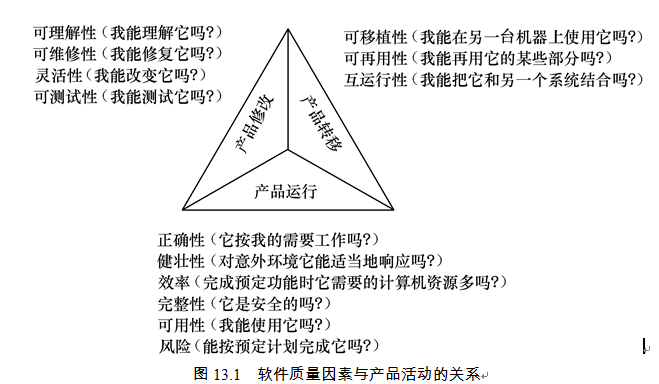 可理解性（我能理解它吗?）
可维修性（我能修复它吗?）
灵活性（我能改变它吗?）
可测试性（我能测试它吗?）
可移植性（我能在另一台机器上使用它吗?）
可再用性（我能再用它的某些部分吗?）
互运行性（我能把它和另一个系统结合吗?）
产品修改
产品转移
产品运行
正确性（它按我的需要工作吗?）
健壮性（对意外环境它能适当地响应吗?）
效率（完成预定功能时它需要的计算机资源多吗?）
完整性（它是安全的吗?）
可用性（我能使用它吗?）
风险（能按预定计划完成它吗?）
图 13.1 软件质量因素与产品活动的关系